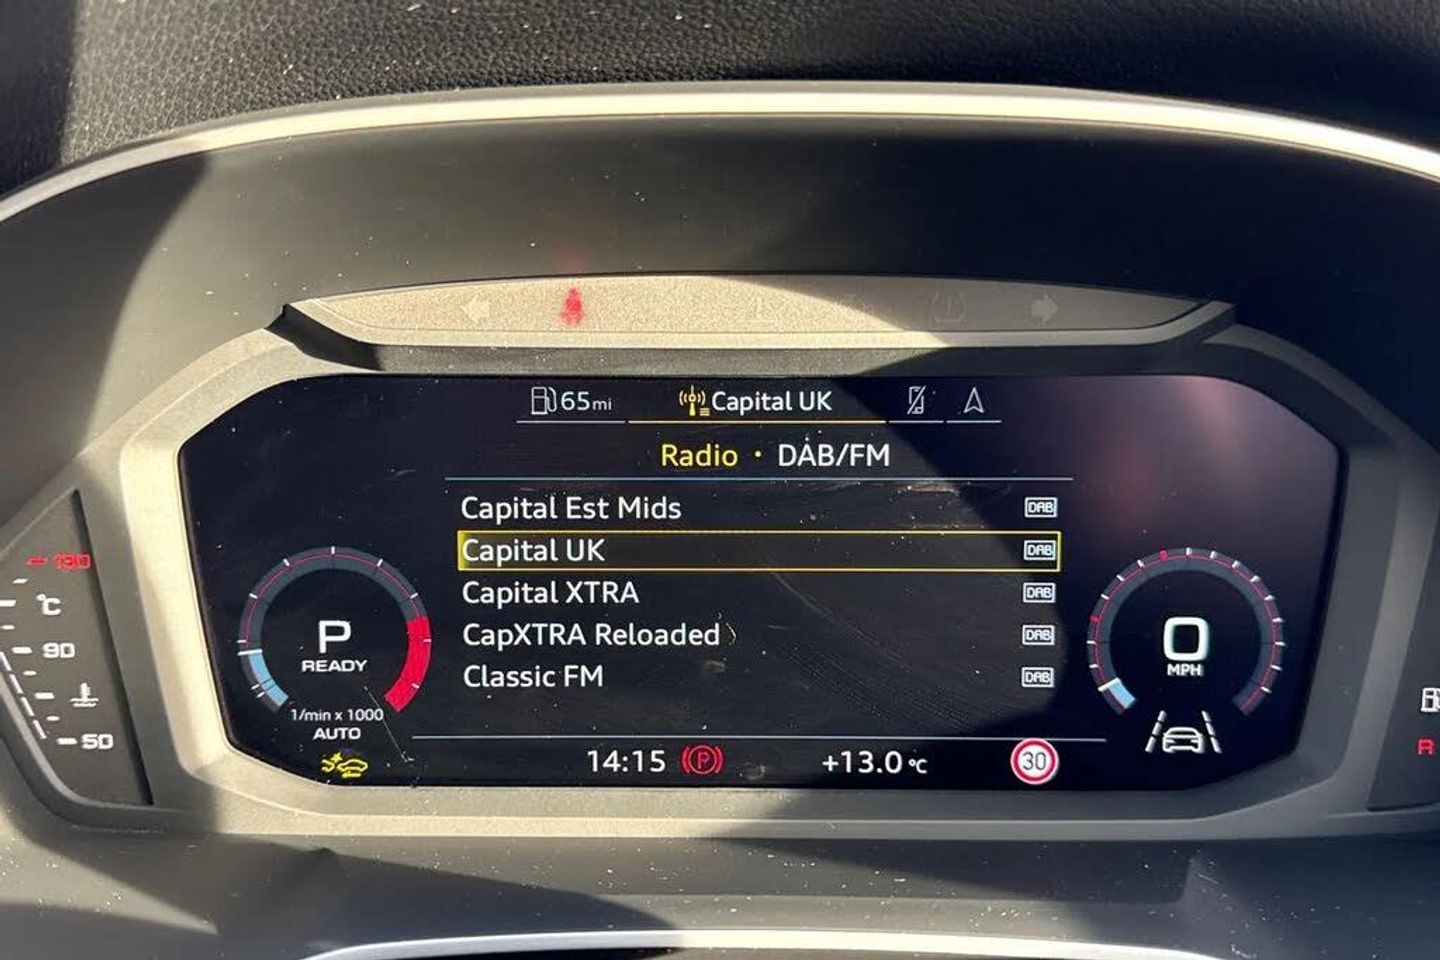 65mi Capital UK
Radio · DAB/FM
Capital Est Mids DAB
Capital UK DAB
Capital XTRA DAB
CapXTRA Reloaded DAB
Classic FM DAB
130
°C
90
50
P
READY
1/min x 1000
AUTO
0
MPH
14:15 P +13.0°C 30
R